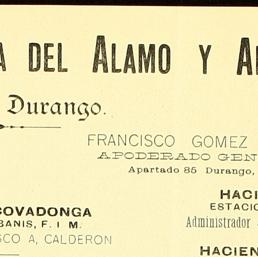 DEL ALAMO Y
Durango.
FRANCISCO GOMEZ
APODERADO GEN
Apartado 85 Durango,
HACI
ESTACIO
COVADONGA
Administrador
BANIS, F. I M.
SCO A, CALDERON
HACIEN